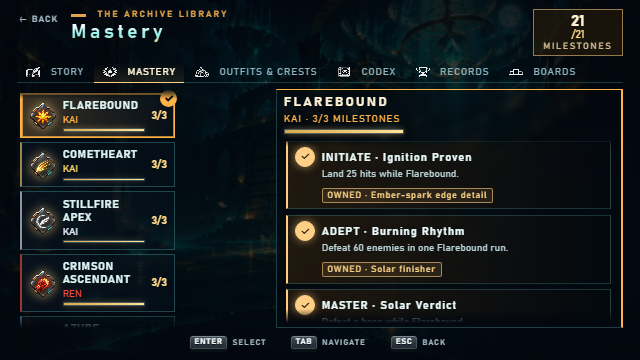 ← BACK
THE ARCHIVE LIBRARY
Mastery
21
/21
MILESTONES
STORY
MASTERY
OUTFITS & CRESTS
CODEX
RECORDS
BOARDS
FLAREBOUND
KAI
3/3
COMETHEART
KAI
3/3
STILLFIRE
APEX
KAI
3/3
CRIMSON
ASCENDANT
REN
3/3
FLAREBOUND
KAI · 3/3 MILESTONES
INITIATE · Ignition Proven
Land 25 hits while Flarebound.
OWNED · Ember-spark edge detail
ADEPT · Burning Rhythm
Defeat 60 enemies in one Flarebound run.
OWNED · Solar finisher
MASTER · Solar Verdict
ENTER SELECT
TAB NAVIGATE
ESC BACK